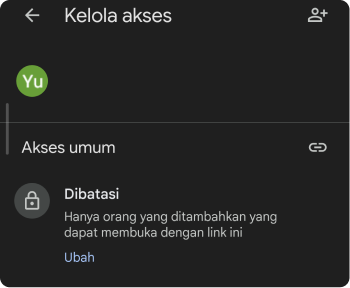 Kelola akses
Yu
Akses umum
Dibatasi
Hanya orang yang ditambahkan yang
dapat membuka dengan link ini
Ubah